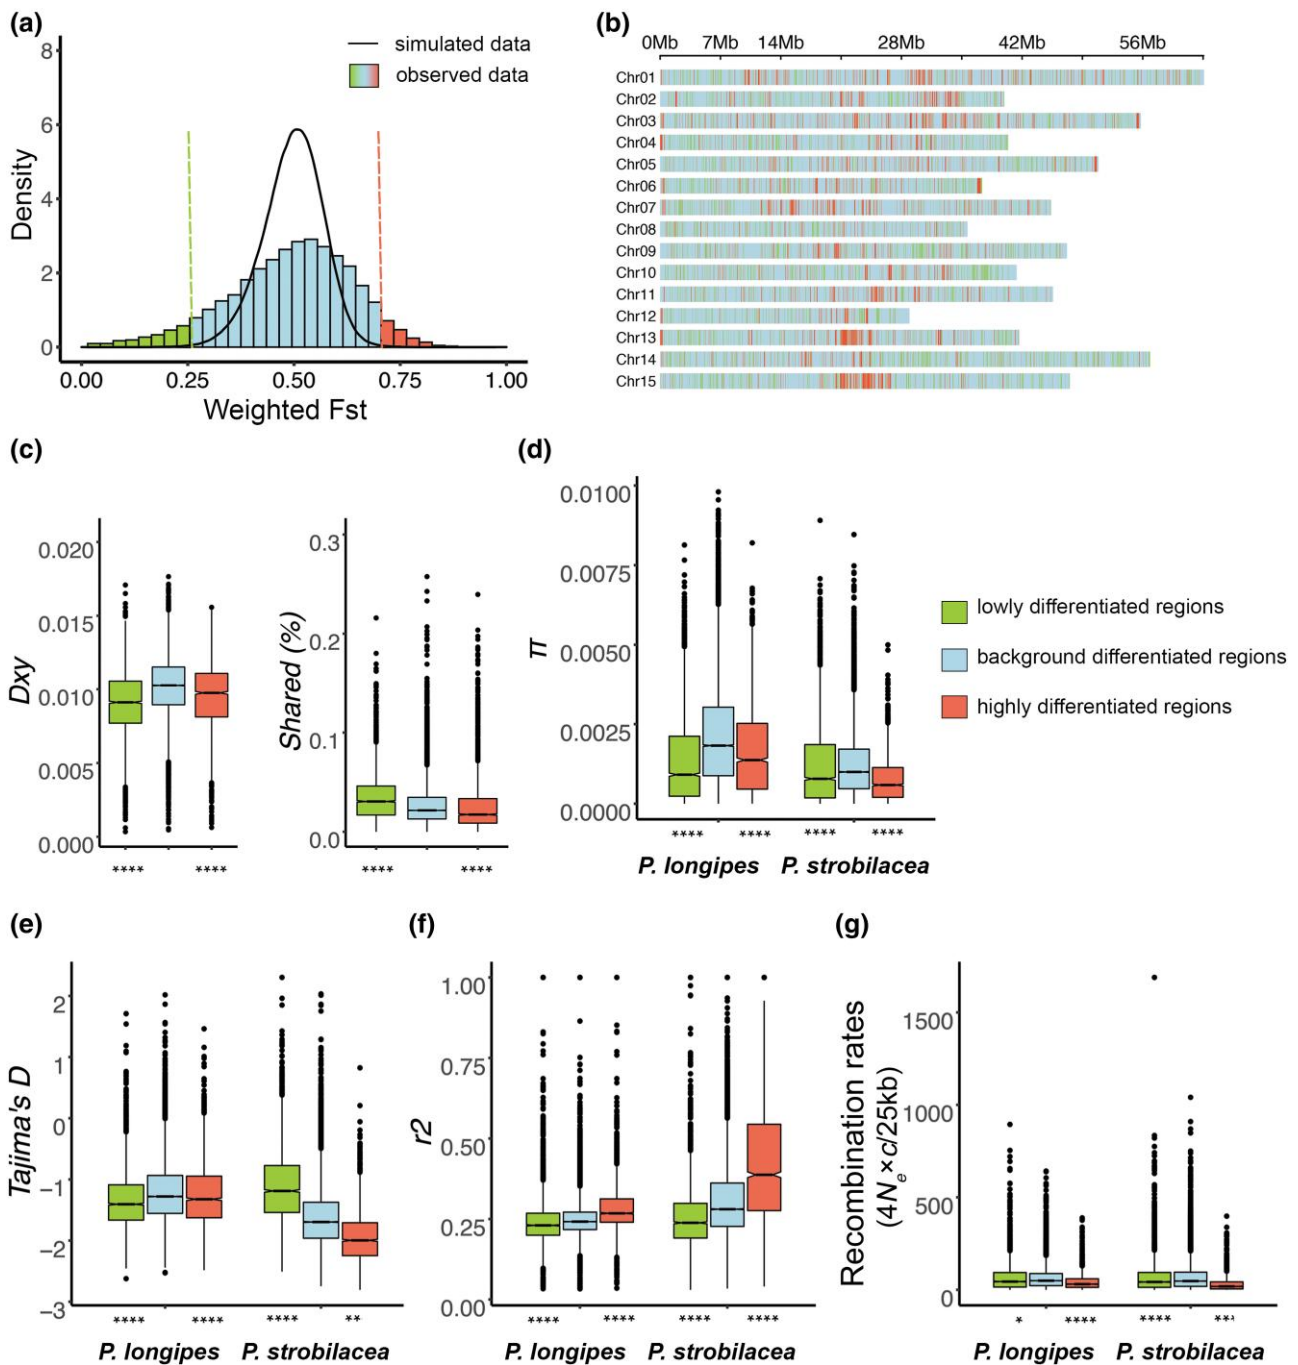 (a)
8
6
4
2
0
Density
simulated data
observed data
0.00 0.25 0.50 0.75 1.00
Weighted Fst
(b)
0Mb 7Mb 14Mb 28Mb 42Mb 56Mb
Chr01
Chr02
Chr03
Chr04
Chr05
Chr06
Chr07
Chr08
Chr09
Chr10
Chr11
Chr12
Chr13
Chr14
Chr15
(c)
0.020
0.015
0.010
0.005
0.000
Dxy
**** ****
0.3
0.2
0.1
0.0
Shared (%)
**** ****
(d)
0.0100
0.0075
0.0050
0.0025
0.0000
π
**** **** **** ****
P. longipes P. strobilacea
lowly differentiated regions
background differentiated regions
highly differentiated regions
(e)
2
1
0
−1
−2
−3
Tajima's D
**** **** **** **
P. longipes P. strobilacea
(f)
1.00
0.75
0.50
0.25
0.00
r2
**** **** **** ****
P. longipes P. strobilacea
(g)
1500
1000
500
0
Recombination rates
(4Ne×c/25kb)
* **** ****
P. longipes P. strobilacea